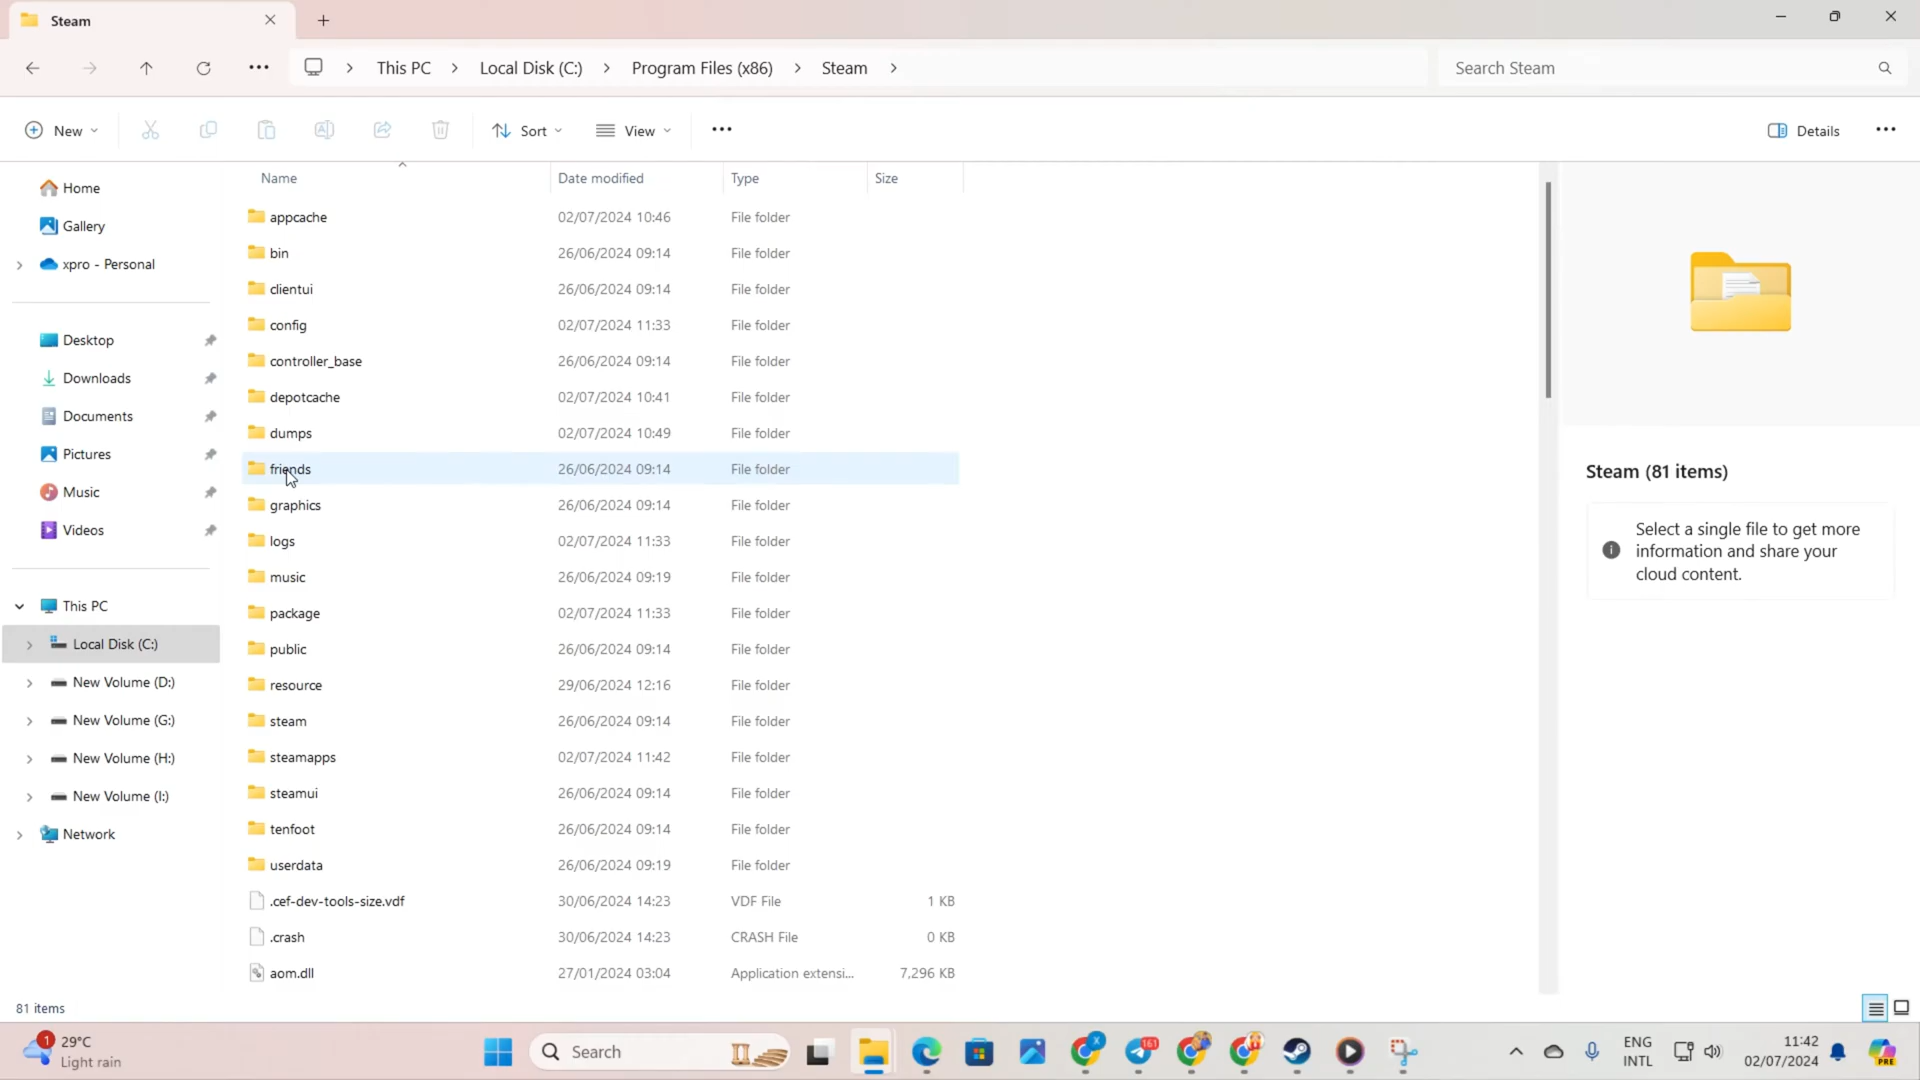 Steam
This PC
Local Disk (C:)
Program Files (x86)
Steam
Search Steam
New
Sort
View
Details
Home
Gallery
xpro - Personal
Desktop
Downloads
Documents
Pictures
Music
Videos
This PC
Local Disk (C:)
New Volume (D:)
New Volume (G:)
New Volume (H:)
New Volume (I:)
Network
Name Date modified Type Size
appcache 02/07/2024 10:46 File folder
bin 26/06/2024 09:14 File folder
clientui 26/06/2024 09:14 File folder
config 02/07/2024 11:33 File folder
controller_base 26/06/2024 09:14 File folder
depotcache 02/07/2024 10:41 File folder
dumps 02/07/2024 10:49 File folder
friends 26/06/2024 09:14 File folder
graphics 26/06/2024 09:14 File folder
logs 02/07/2024 11:33 File folder
music 26/06/2024 09:19 File folder
package 02/07/2024 11:33 File folder
public 26/06/2024 09:14 File folder
resource 29/06/2024 12:16 File folder
steam 26/06/2024 09:14 File folder
steamapps 02/07/2024 11:42 File folder
steamui 26/06/2024 09:14 File folder
tenfoot 26/06/2024 09:14 File folder
userdata 26/06/2024 09:19 File folder
.cef-dev-tools-size.vdf 30/06/2024 14:23 VDF File 1 KB
.crash 30/06/2024 14:23 CRASH File 0 KB
aom.dll 27/01/2024 03:04 Application extensi... 7,296 KB
Steam (81 items)
Select a single file to get more
information and share your
cloud content.
81 items
1
29°C
Light rain
Search
X
161
ENG
INTL
11:42
02/07/2024
PRE